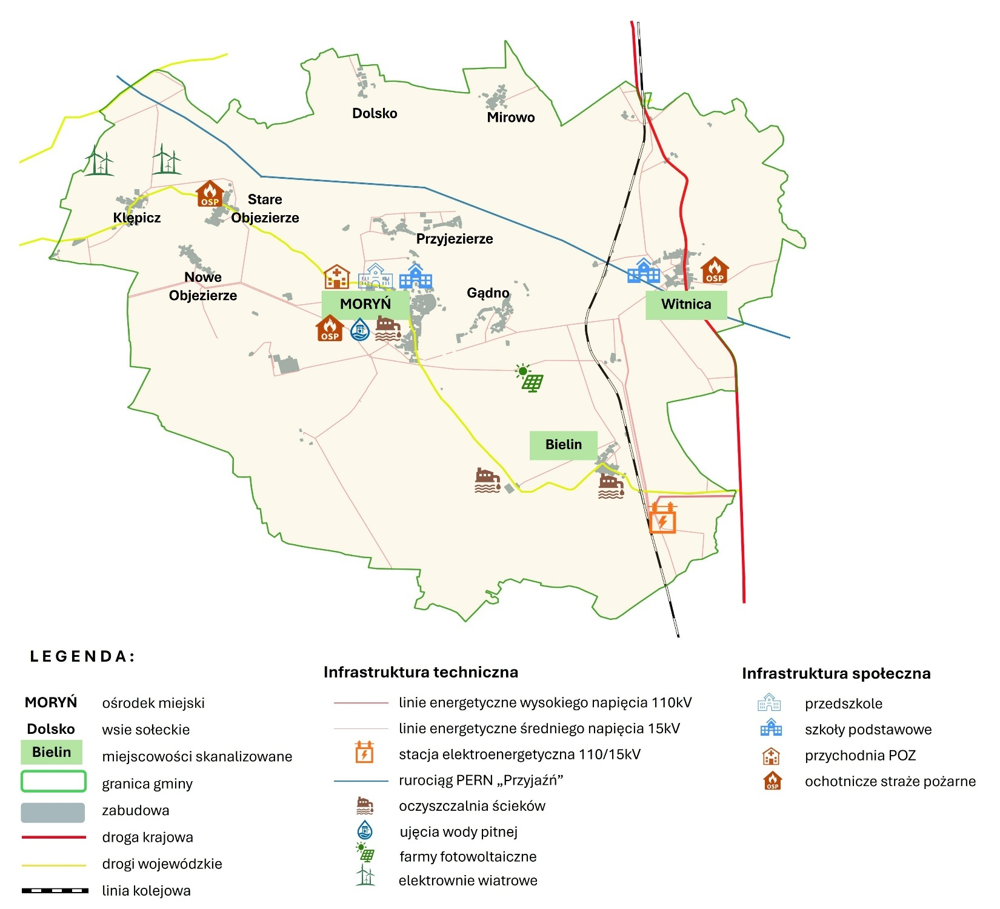 Dolsko
Mirowo
OSP
Stare
Objezierze
Klępicz
Przyjezierze
Nowe
Objezierze
Gądno
OSP
MORYŃ
Witnica
OSP
Bielin
LEGENDA:
MORYŃ ośrodek miejski
Dolsko wsie sołeckie
Bielin miejscowości skanalizowane
granica gminy
zabudowa
droga krajowa
drogi wojewódzkie
linia kolejowa
Infrastruktura techniczna
linie energetyczne wysokiego napięcia 110kV
linie energetyczne średniego napięcia 15kV
stacja elektroenergetyczna 110/15kV
rurociąg PERN „Przyjaźń”
oczyszczalnia ścieków
ujęcia wody pitnej
farmy fotowoltaiczne
elektrownie wiatrowe
Infrastruktura społeczna
przedszkole
szkoły podstawowe
przychodnia POZ
OSP ochotnicze straże pożarne